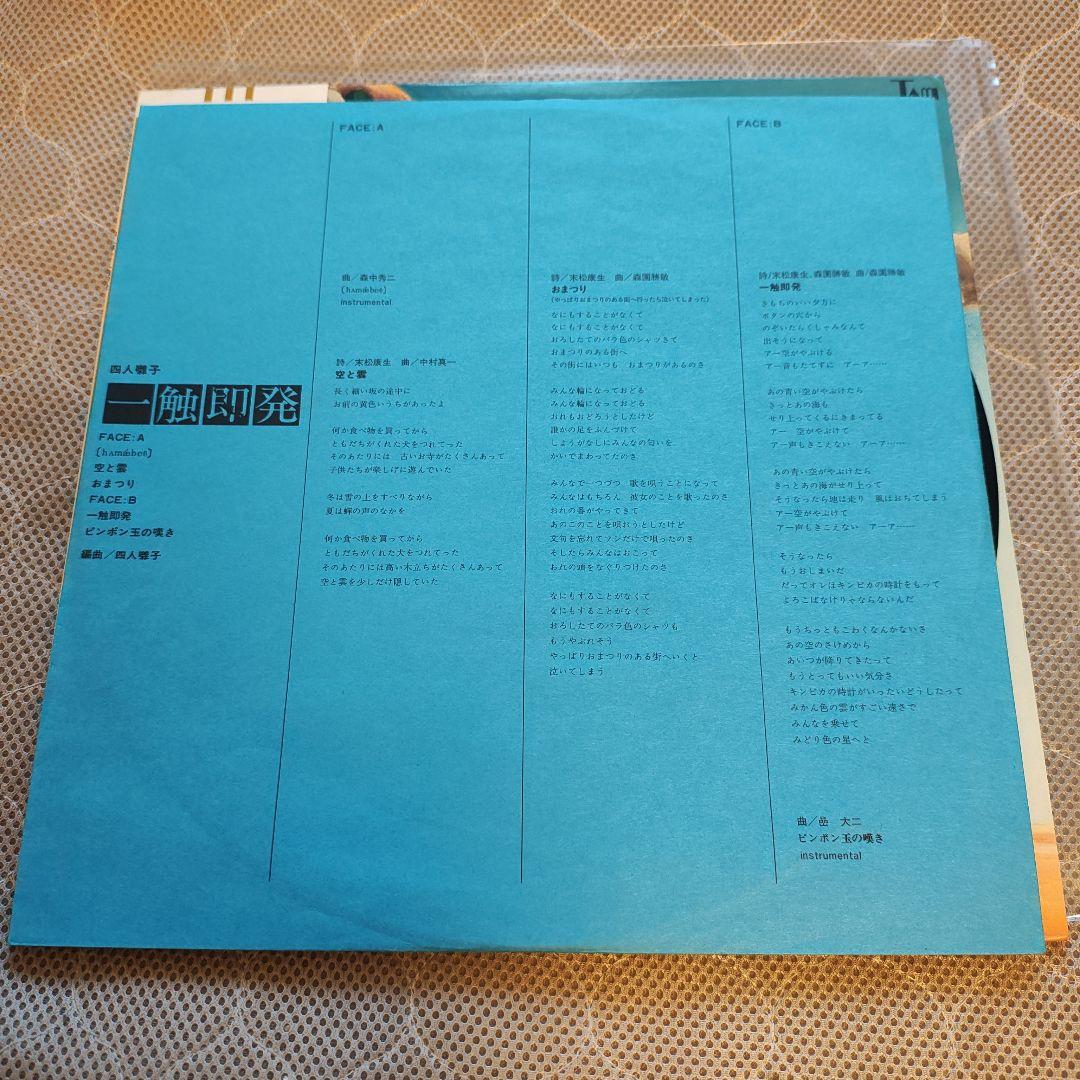 四人囃子
一触即発
FACE:A
[hʌmǽbeθ]
空と雲
おまつり
FACE:B
一触即発
ピンポン玉の嘆き
編曲／四人囃子
FACE:A
曲／森中秀二
[hʌmǽbeθ]
instrumental
詩／末松康生　曲／中村真一
空と雲
長く細い坂の途中に
お前の黄色いうちがあったよ
何か食べ物を買ってから
ともだちがくれた犬をつれてった
そのあたりには　古いお寺がたくさんあって
子供たちが楽しげに遊んでいた
冬は雪の上をすべりながら
夏は蟬の声のなかを
何か食べ物を買ってから
ともだちがくれた犬をつれてった
そのあたりには高い木立ちがたくさんあって
空と雲を少しだけ隠していた
詩／末松康生　曲／森園勝敏
おまつり
(やっぱりおまつりのある街へ行ったら泣いてしまった)
なにもすることがなくて
なにもすることがなくて
おろしたてのバラ色のシャツきて
おまつりのある街へ
その街にはいつも　おまつりがあるのさ
みんな輪になっておどる
みんな輪になっておどる
おれもおどろうとしたけど
誰かの足をふんづけて
しょうがなしにみんなの匂いを
かいでまわってたのさ
みんなで一つづつ　歌を唄うことになって
みんなはもちろん　彼女のことを歌ったのさ
おれの番がやってきて
あのこのことを唄おうとしたけど
文句を忘れてソシだけで唄ったのさ
そしたらみんなはおこって
おれの頭をなぐりつけたのさ
なにもすることがなくて
なにもすることがなくて
おろしたてのバラ色のシャツも
もうやぶれそう
やっぱりおまつりのある街へいくと
泣いてしまう
FACE:B
詩/末松康生、森園勝敏 曲/森園勝敏
一触即発
きもちのいい夕方に
ボタンの穴から
のぞいたらくしゃみなんて
出そうになって
アー空がやぶける
アー音もたてずに　アーアー……
あの青い空がやぶけたら
きっとあの海も
せり上ってくるにきまってる
アー　空がやぶけて
アー声もきこえない　アーア……
あの青い空がやぶけたら
きっとあの海がせり上って
そうなったら地は走り　風はおちてしまう
アー空がやぶけて
アー声もきこえない　アーア……
そうなったら
もうおしまいだ
だってオレはキンピカの時計をもって
よろこばなけりゃならないんだ
もうちっともこわくなんかないさ
あの空のさけめから
あいつが降りてきたって
もうとってもいい気分さ
キンピカの時計がいったいどうしたって
みかん色の雲がすごい遠さで
みんなを乗せて
みどり色の星へと
曲／嵒　大二
ピンポン玉の嘆き
instrumental